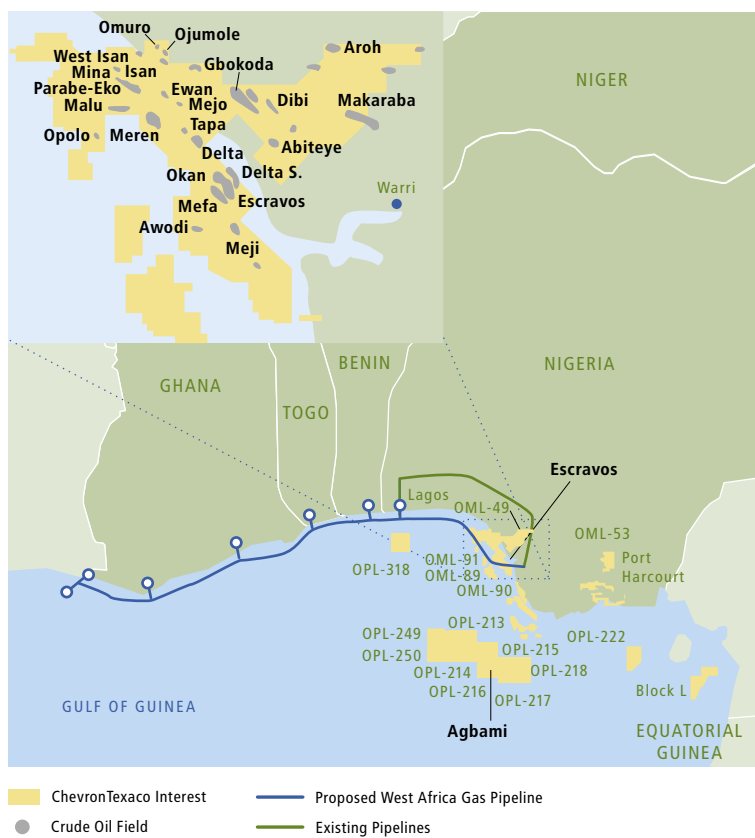 Omuro
Ojumole
West Isan
Mina
Isan
Gbokoda
Aroh
Parabe-Eko
Ewan
Dibi
Malu
Mejo
Makaraba
Opolo
Meren
Tapa
Abiteye
Delta
Okan
Delta S.
Mefa
Escravos
Warri
Awodi
Meji
NIGER
GHANA
TOGO
BENIN
NIGERIA
Escravos
Lagos
OML-49
OML-53
OPL-318
OML-91
OML-89
OML-90
Port
Harcourt
OPL-213
OPL-249
OPL-222
OPL-250
OPL-215
OPL-214
OPL-218
OPL-216
OPL-217
Block L
GULF OF GUINEA
Agbami
EQUATORIAL
GUINEA
ChevronTexaco Interest
Proposed West Africa Gas Pipeline
Crude Oil Field
Existing Pipelines